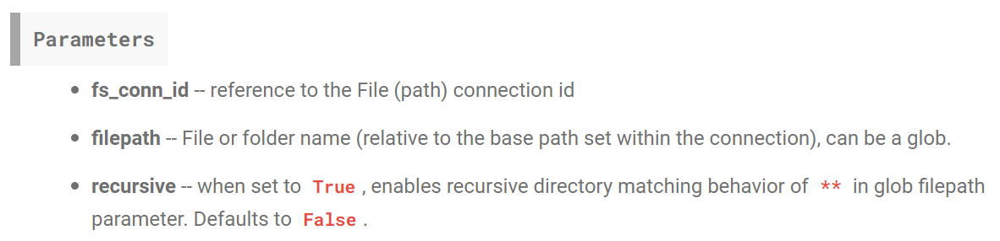 Parameters
• fs_conn_id -- reference to the File (path) connection id
• filepath -- File or folder name (relative to the base path set within the connection), can be a glob.
• recursive -- when set to True , enables recursive directory matching behavior of ** in glob filepath
parameter. Defaults to False .